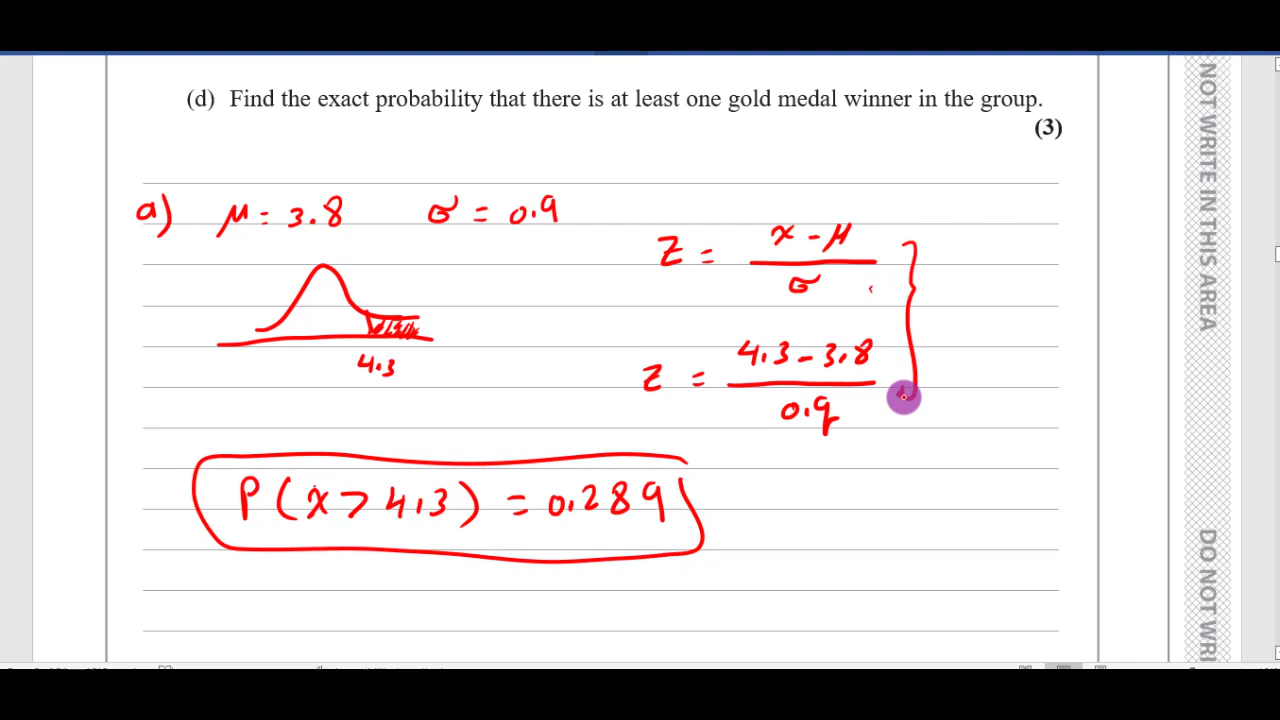 (d) Find the exact probability that there is at least one gold medal winner in the group.
(3)
a) μ = 3.8 σ = 0.9
z = x - μ / σ
4.3
z = 4.3 - 3.8 / 0.9
P(x > 4.3) = 0.289
NOT WRITE IN THIS AREA
DO NOT WRI